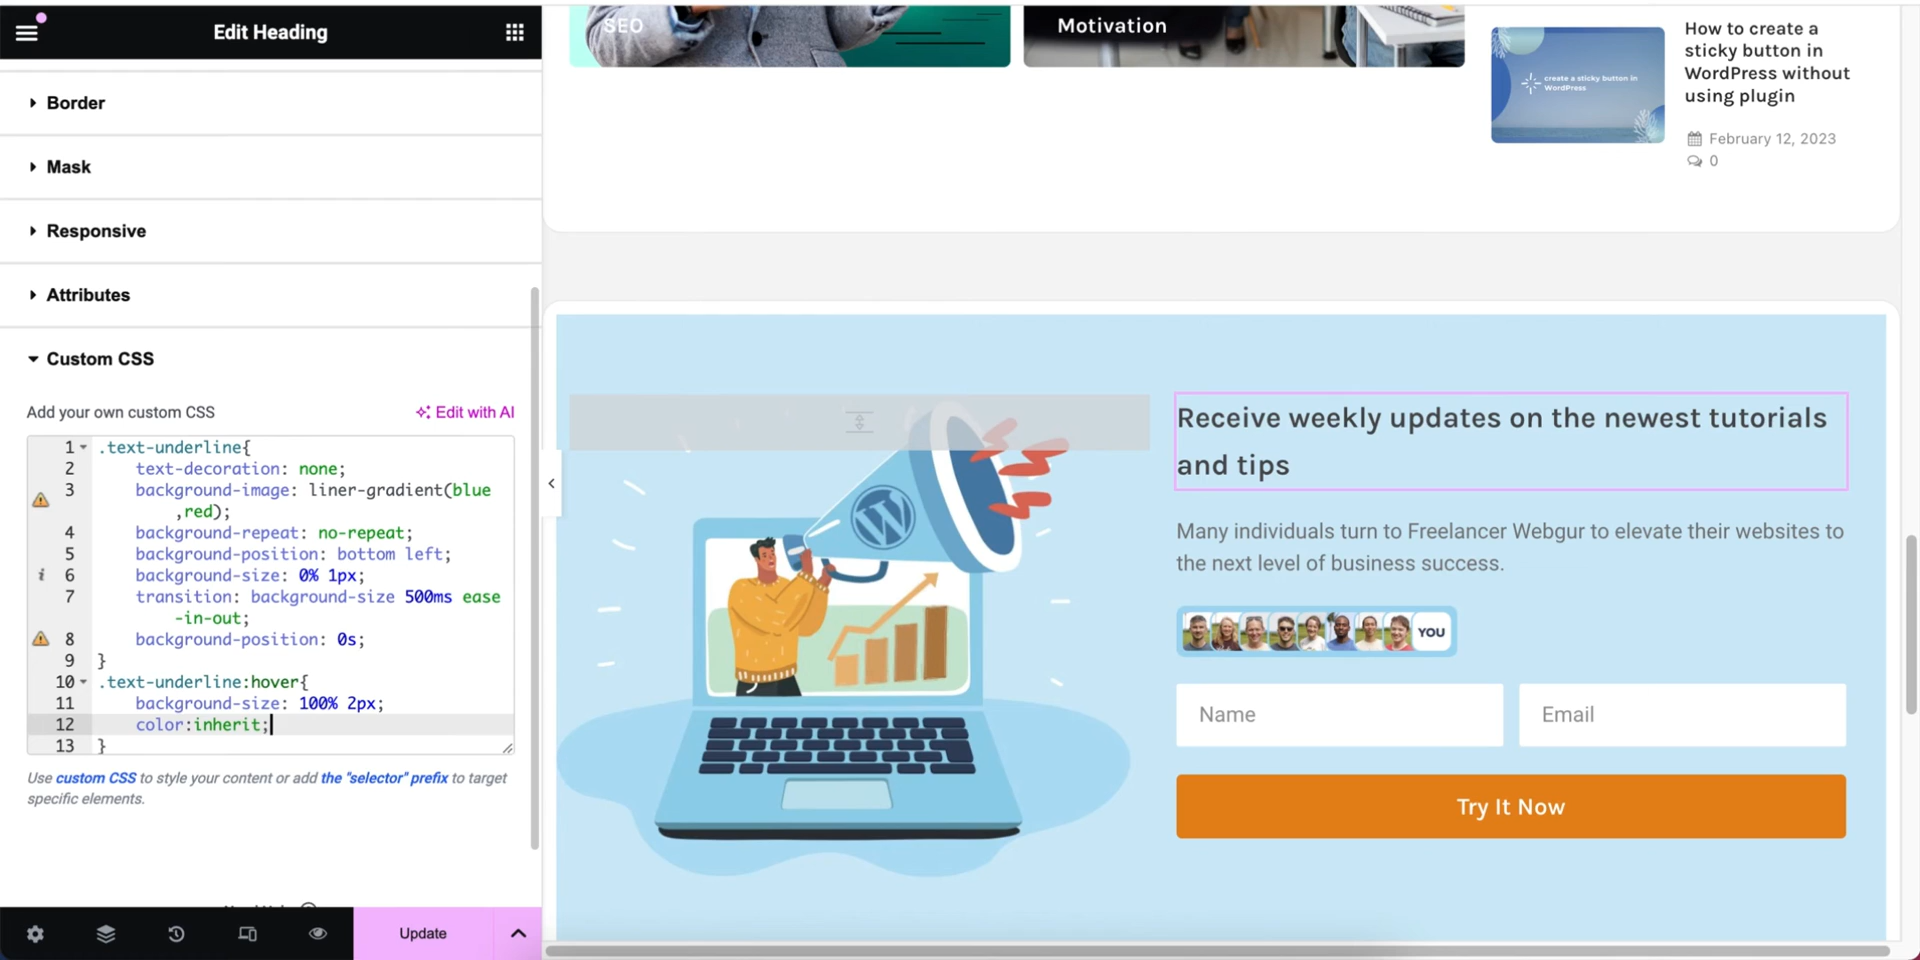 Edit Heading
Border
Mask
Responsive
Attributes
Custom CSS
Add your own custom CSS
Edit with AI
1 .text-underline{
2 text-decoration: none;
3 background-image: liner-gradient(blue
,red);
4 background-repeat: no-repeat;
5 background-position: bottom left;
i 6 background-size: 0% 1px;
7 transition: background-size 500ms ease
-in-out;
8 background-position: 0s;
9 }
10 .text-underline:hover{
11 background-size: 100% 2px;
12 color:inherit;
13 }
Use custom CSS to style your content or add the "selector" prefix to target
specific elements.
Update
SEO
Motivation
create a sticky button in
WordPress
How to create a
sticky button in
WordPress without
using plugin
February 12, 2023
0
Receive weekly updates on the newest tutorials
and tips
Many individuals turn to Freelancer Webgur to elevate their websites to
the next level of business success.
YOU
Name
Email
Try It Now